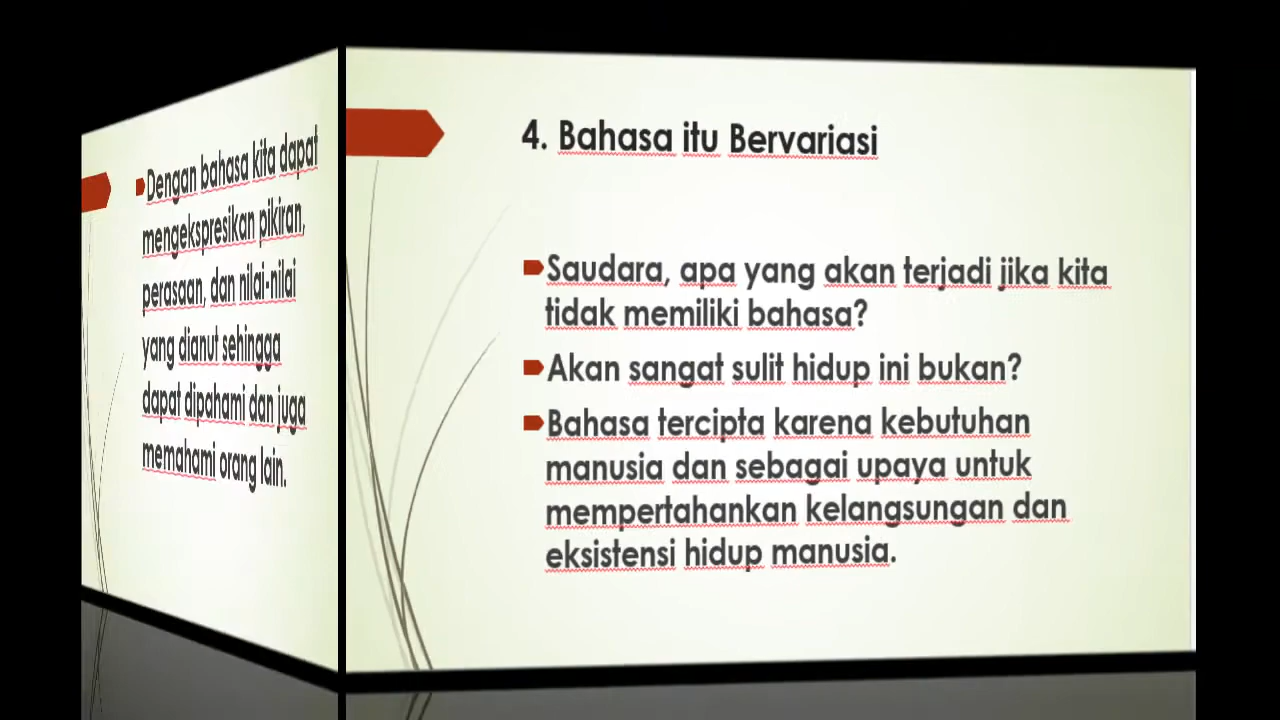 Dengan bahasa kita dapat
mengekspresikan pikiran,
perasaan, dan nilai-nilai
yang dianut sehingga
dapat dipahami dan juga
memahami orang lain.
4. Bahasa itu Bervariasi
Saudara, apa yang akan terjadi jika kita
tidak memiliki bahasa?
Akan sangat sulit hidup ini bukan?
Bahasa tercipta karena kebutuhan
manusia dan sebagai upaya untuk
mempertahankan kelangsungan dan
eksistensi hidup manusia.